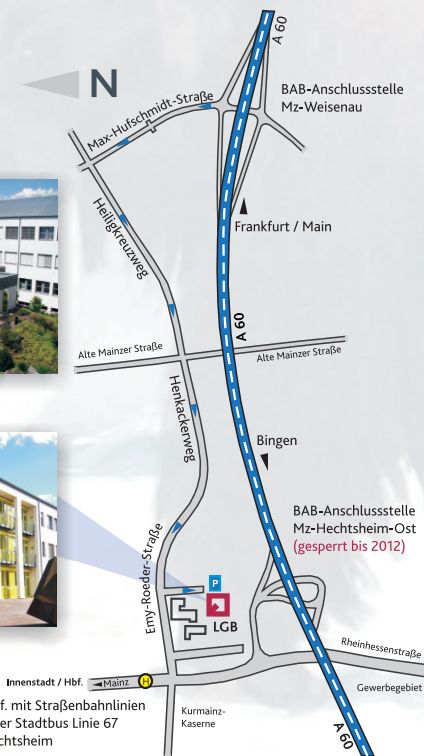 A 60
N
BAB-Anschlussstelle
Mz-Weisenau
Max-Hufschmidt-Straße
Heiligkreuzweg
Frankfurt / Main
A 60
Alte Mainzer Straße
Alte Mainzer Straße
Henkackerweg
Bingen
BAB-Anschlussstelle
Mz-Hechtsheim-Ost
(gesperrt bis 2012)
Emy-Roeder-Straße
P
LGB
Rheinhessenstraße
Innenstadt / Hbf.
Mainz
H
Gewerbegebiet
f. mit Straßenbahnlinien
er Stadtbus Linie 67
chtsheim
Kurmainz-
Kaserne
A 60